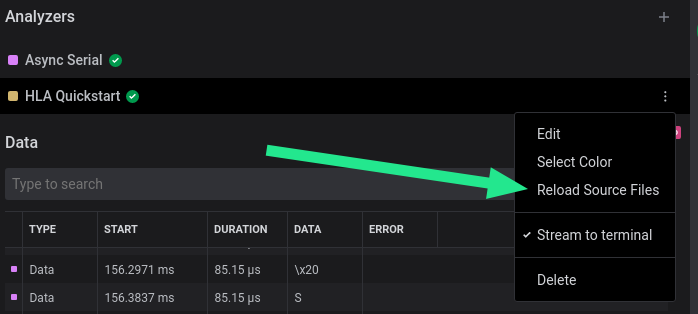 Analyzers
Async Serial
HLA Quickstart
Data
Type to search
Edit
Select Color
Reload Source Files
Stream to terminal
Delete
TYPE START DURATION DATA ERROR
Data 156.2971 ms 85.15 μs \x20
Data 156.3837 ms 85.15 μs S